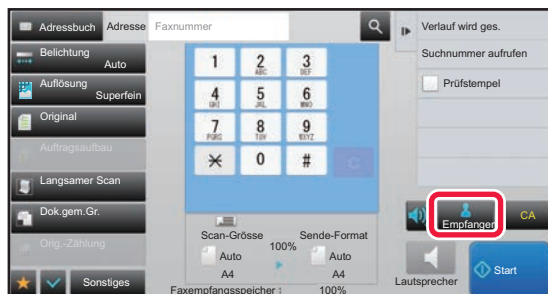 Adressbuch
Adresse
Faxnummer
Verlauf wird ges.
Belichtung
Auto
Suchnummer aufrufen
Auflösung
Superfein
Prüfstempel
Original
Auftragsaufbau
Langsamer Scan
Dok.gem.Gr.
Orig.-Zählung
Sonstiges
1
2
ABC
3
DEF
4
GHI
5
JKL
6
MNO
7
PQRS
8
TUV
9
WXYZ
0
#
C
Scan-Grösse
100%
Sende-Format
Auto
A4
Auto
A4
Faxempfangsspeicher :
100%
Empfanger
CA
Lautsprecher
Start